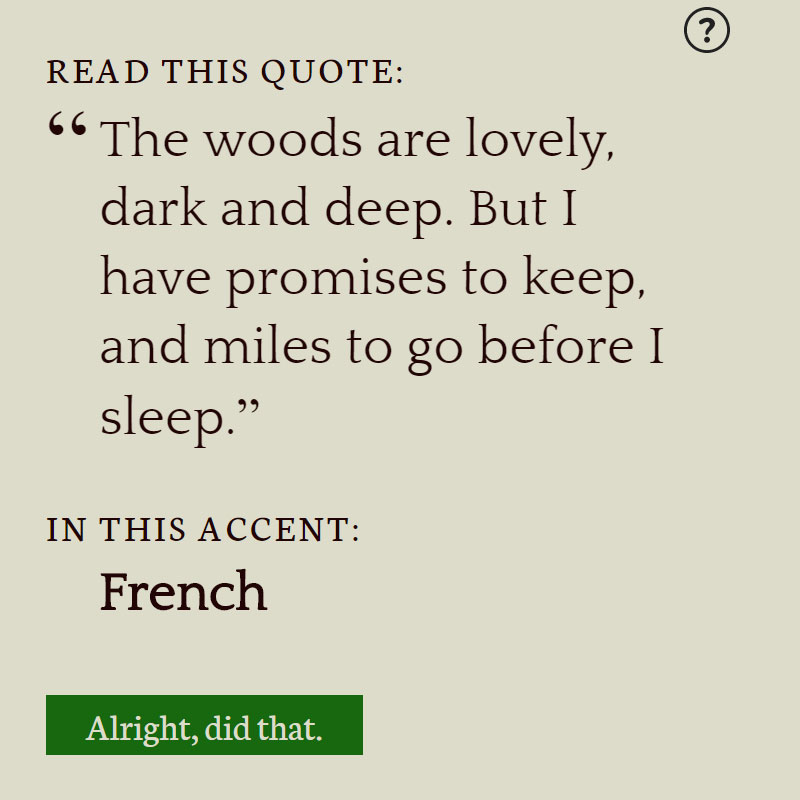 ?
READ THIS QUOTE:
“The woods are lovely,
dark and deep. But I
have promises to keep,
and miles to go before I
sleep.”
IN THIS ACCENT:
French
Alright, did that.